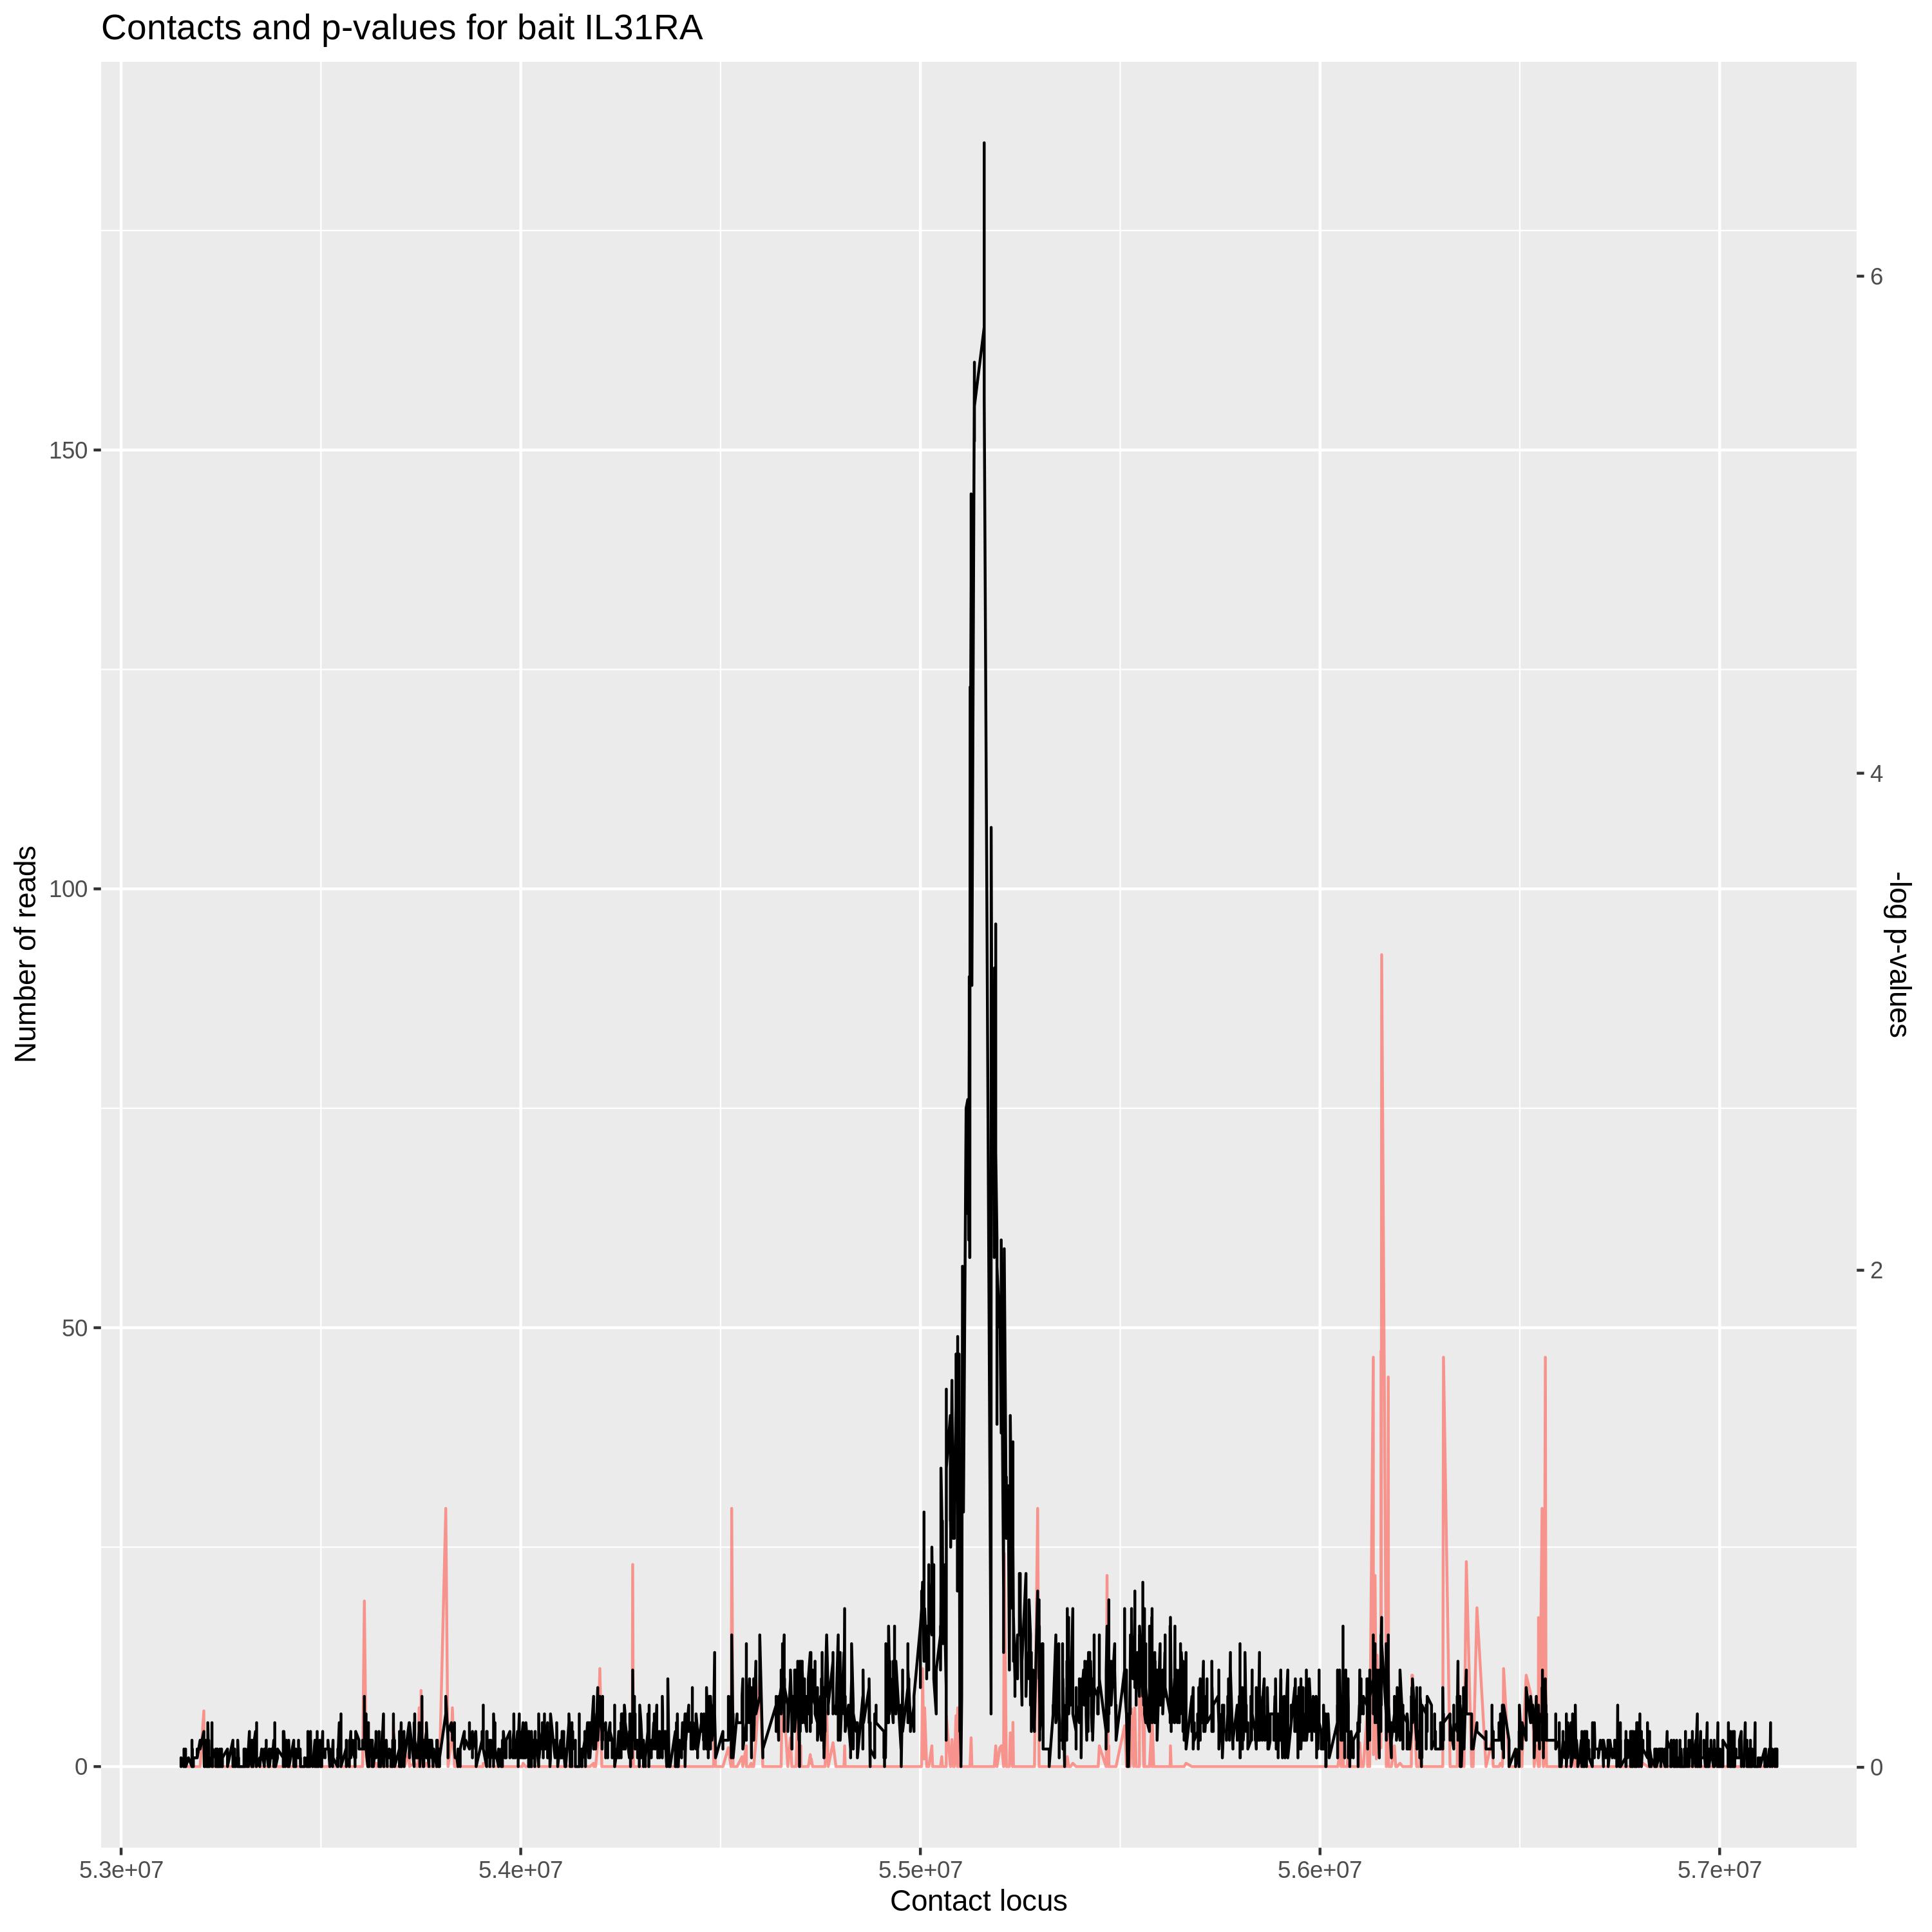 Contacts and p-values for bait IL31RA
Number of reads
150
100
50
0
6
4
2
0
-log p-values
5.3e+07
5.4e+07
5.5e+07
5.6e+07
5.7e+07
Contact locus